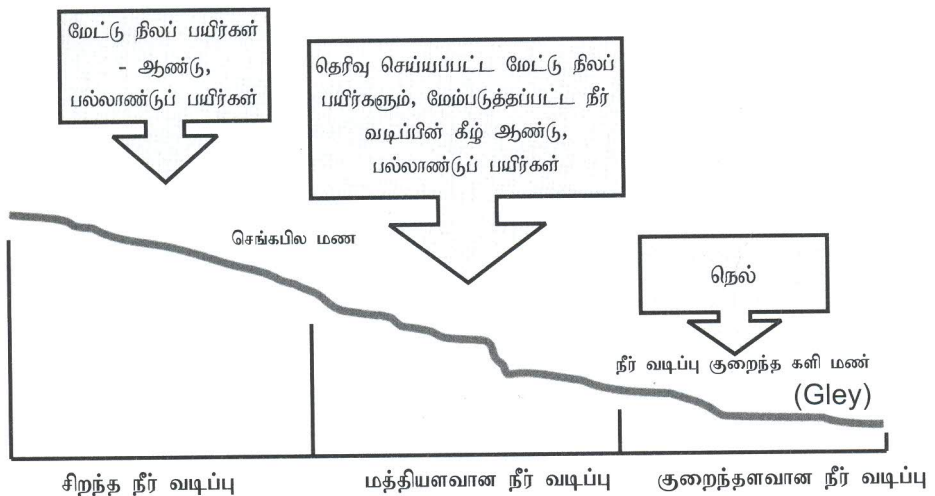 மேட்டு நிலப் பயிர்கள்
- ஆண்டு,
பல்லாண்டுப் பயிர்கள்
தெரிவு செய்யப்பட்ட மேட்டு நிலப்
பயிர்களும், மேம்படுத்தப்பட்ட நீர்
வடிப்பின் கீழ் ஆண்டு,
பல்லாண்டுப் பயிர்கள்
செங்கபில மண
நெல்
நீர் வடிப்பு குறைந்த களி மண்
(Gley)
சிறந்த நீர் வடிப்பு
மத்தியளவான நீர் வடிப்பு
குறைந்தளவான நீர் வடிப்பு